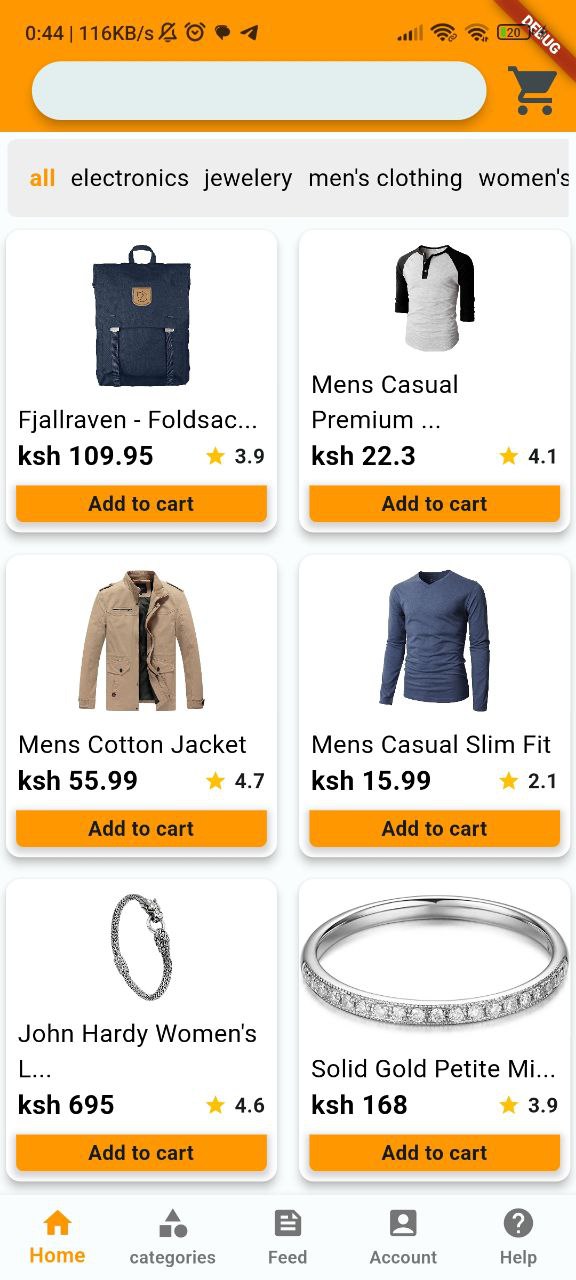 0:44 | 116KB/s
20
DEBUG
all electronics jewelery men's clothing women's
Fjallraven - Foldsac...
ksh 109.95 3.9
Add to cart
Mens Casual
Premium ...
ksh 22.3 4.1
Add to cart
Mens Cotton Jacket
ksh 55.99 4.7
Add to cart
Mens Casual Slim Fit
ksh 15.99 2.1
Add to cart
John Hardy Women's
L...
ksh 695 4.6
Add to cart
Solid Gold Petite Mi...
ksh 168 3.9
Add to cart
Home categories Feed Account Help